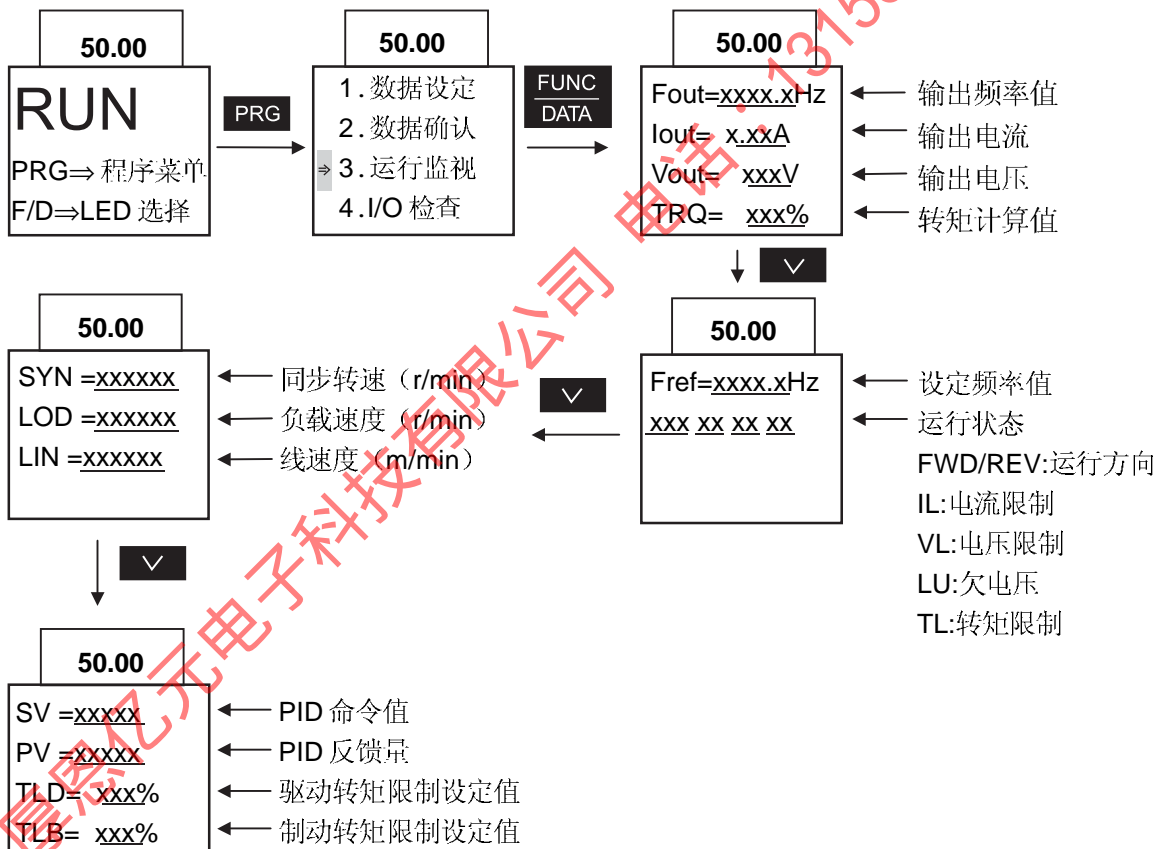 50.00
RUN
PRG⇒程序菜单
F/D⇒LED 选择
PRG
50.00
1.数据设定
2.数据确认
⇒ 3.运行监视
4.I/O 检查
FUNC
DATA
50.00
Fout=xxxx.xHz
Iout= x.xxA
Vout= xxxV
TRQ= xxx%
输出频率值
输出电流
输出电压
转矩计算值
50.00
Fref=xxxx.xHz
xxx xx xx xx
设定频率值
运行状态
FWD/REV:运行方向
IL:电流限制
VL:电压限制
LU:欠电压
TL:转矩限制
50.00
SYN =xxxxxx
LOD =xxxxxx
LIN =xxxxxx
同步转速（r/min）
负载速度（r/min）
线速度（m/min）
50.00
SV =xxxxx
PV =xxxxx
TLD= xxx%
TLB= xxx%
PID 命令值
PID 反馈量
驱动转矩限制设定值
制动转矩限制设定值
厚恩亿元电子科技有限公司 电话：